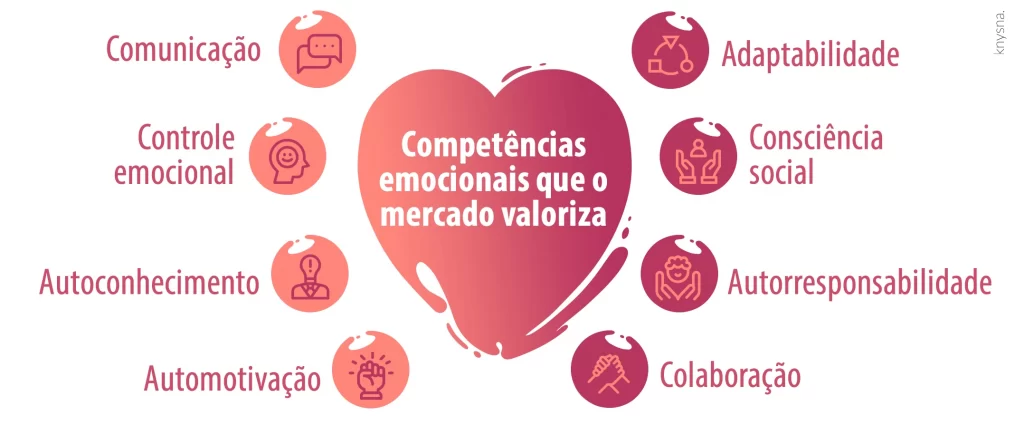 Competências
emocionais que o
mercado valoriza
Comunicação
Controle
emocional
Autoconhecimento
Automotivação
Adaptabilidade
Consciência
social
Autorresponsabilidade
Colaboração
knysna.